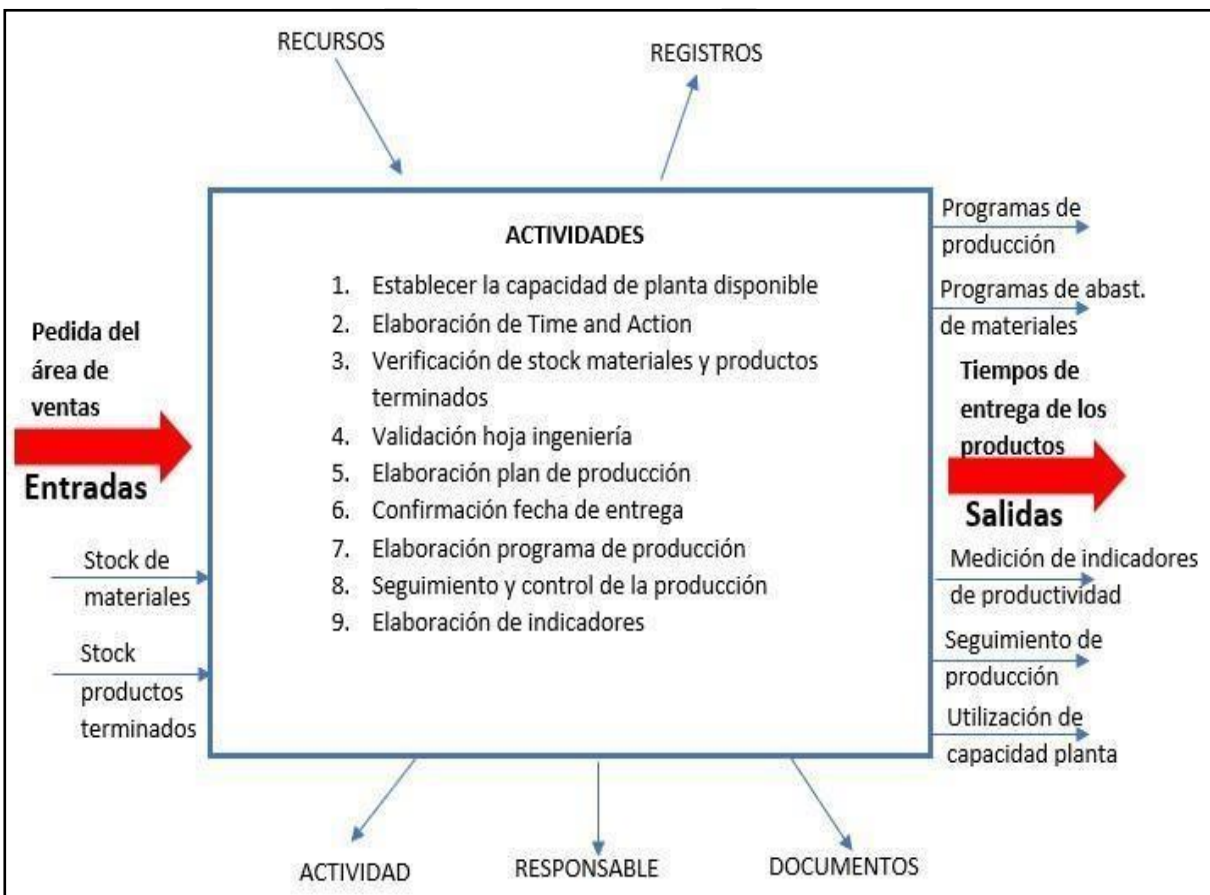 RECURSOS
REGISTROS
ACTIVIDADES
1. Establecer la capacidad de planta disponible
2. Elaboración de Time and Action
3. Verificación de stock materiales y productos
terminados
4. Validación hoja ingeniería
5. Elaboración plan de producción
6. Confirmación fecha de entrega
7. Elaboración programa de producción
8. Seguimiento y control de la producción
9. Elaboración de indicadores
Pedida del
área de
ventas
Entradas
Stock de
materiales
Stock
productos
terminados
Programas de
producción
Programas de abast.
de materiales
Tiempos de
entrega de los
productos
Salidas
Medición de indicadores
de productividad
Seguimiento de
producción
Utilización de
capacidad planta
ACTIVIDAD
RESPONSABLE
DOCUMENTOS